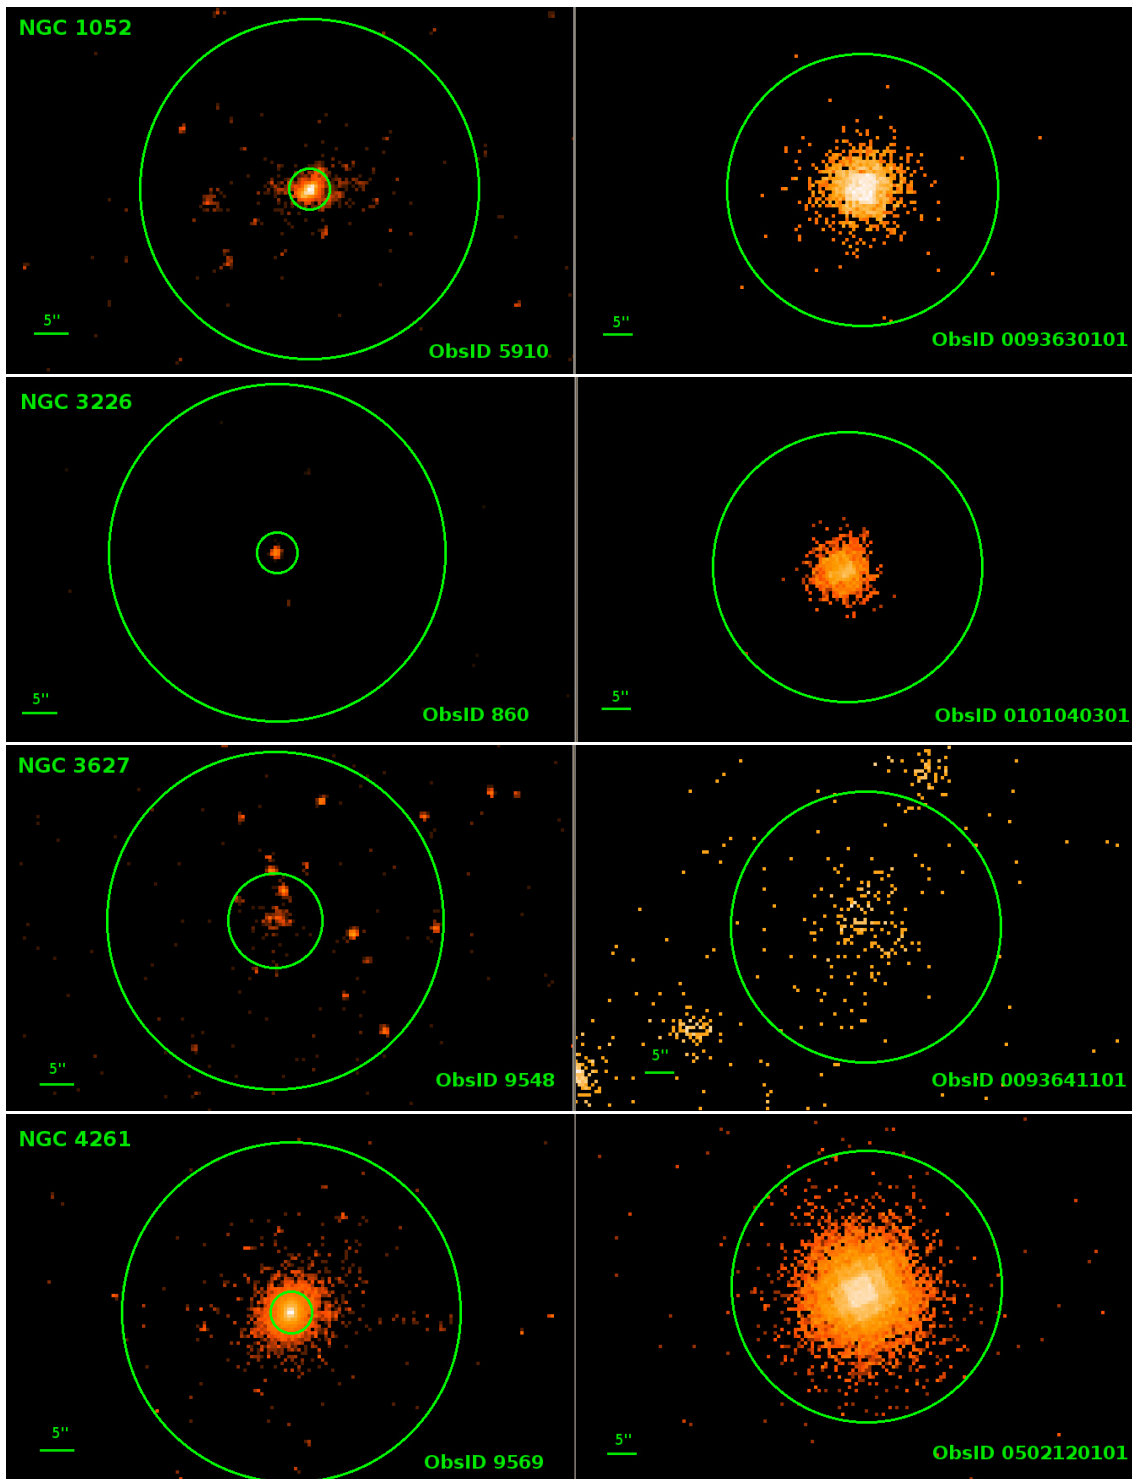 NGC 1052
5''
ObsID 5910
5''
ObsID 0093630101
NGC 3226
5''
ObsID 860
5''
ObsID 0101040301
NGC 3627
5''
ObsID 9548
5''
ObsID 0093641101
NGC 4261
5''
ObsID 9569
5''
ObsID 0502120101